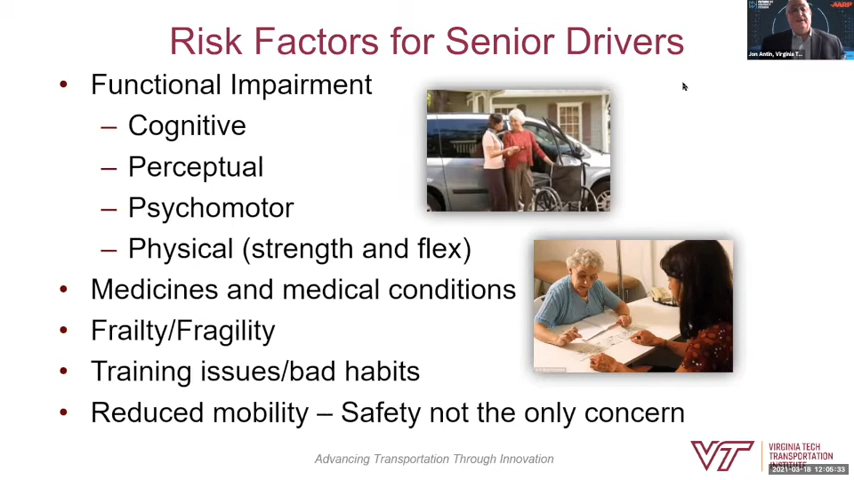 Risk Factors for Senior Drivers
AARP
Jon Antin, Virginia T...
• Functional Impairment
– Cognitive
– Perceptual
– Psychomotor
– Physical (strength and flex)
• Medicines and medical conditions
• Frailty/Fragility
• Training issues/bad habits
• Reduced mobility – Safety not the only concern
Advancing Transportation Through Innovation
VT
VIRGINIA TECH
TRANSPORTATION
INSTITUTE
2021-03-18 12:06:33